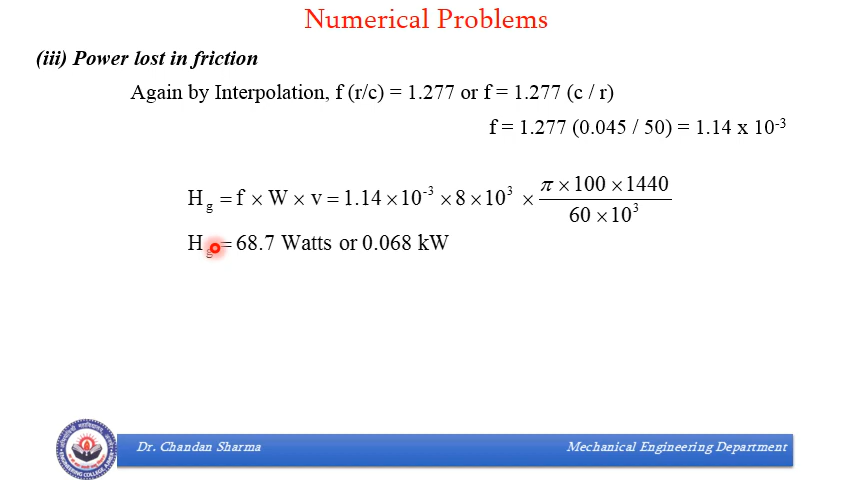 Numerical Problems
(iii) Power lost in friction
Again by Interpolation, f (r/c) = 1.277 or f = 1.277 (c / r)
f = 1.277 (0.045 / 50) = 1.14 x 10⁻³
H_g = f × W × v = 1.14 × 10⁻³ × 8 × 10³ × (π × 100 × 1440) / (60 × 10³)
H_g = 68.7 Watts or 0.068 kW
Dr. Chandan Sharma Mechanical Engineering Department